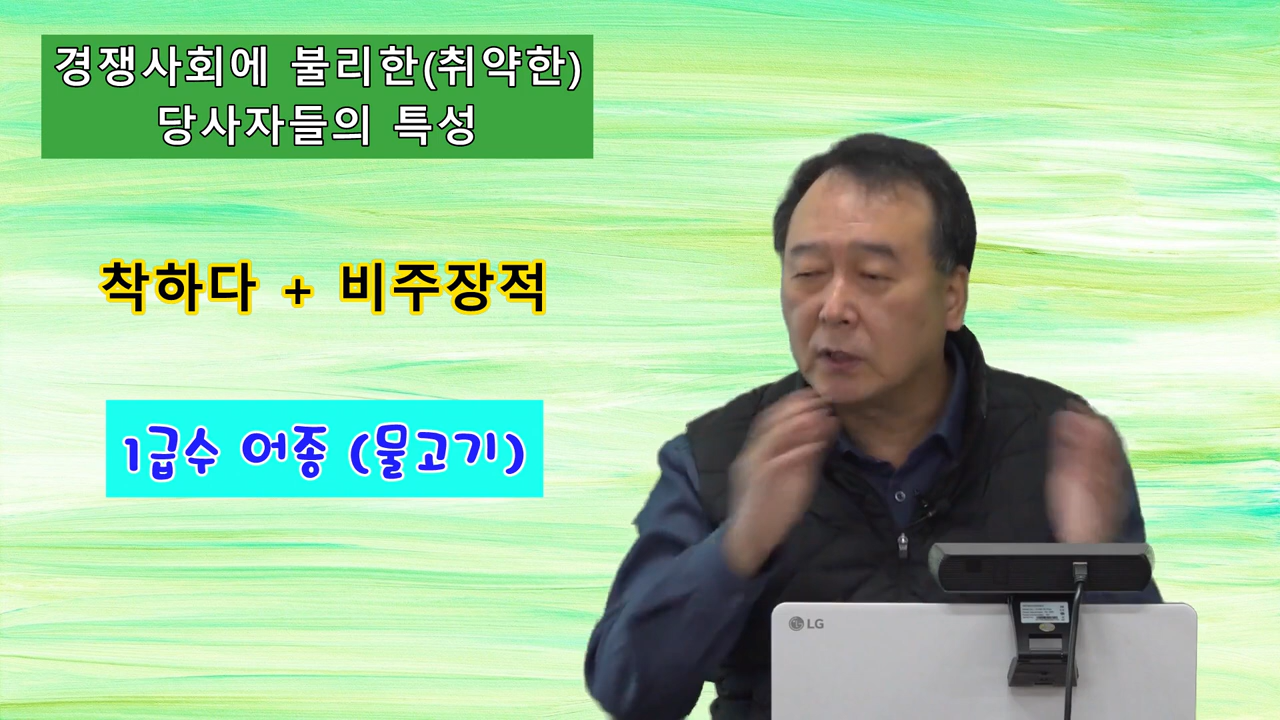 경쟁사회에 불리한(취약한)
당사자들의 특성
착하다 + 비주장적
1급수 어종 (물고기)
LG